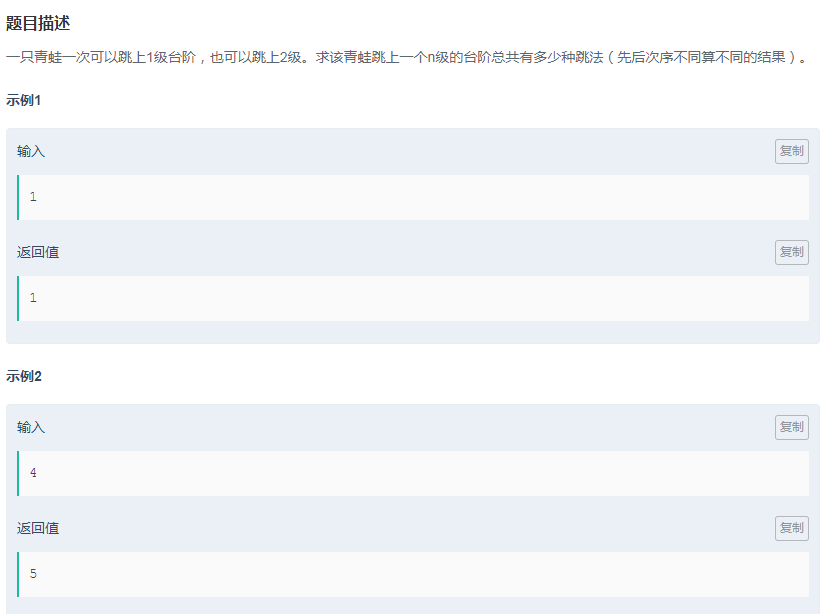 题目描述
一只青蛙一次可以跳上1级台阶，也可以跳上2级。求该青蛙跳上一个n级的台阶总共有多少种跳法（先后次序不同算不同的结果）。
示例1
输入
复制
1
返回值
复制
1
示例2
输入
复制
4
返回值
复制
5